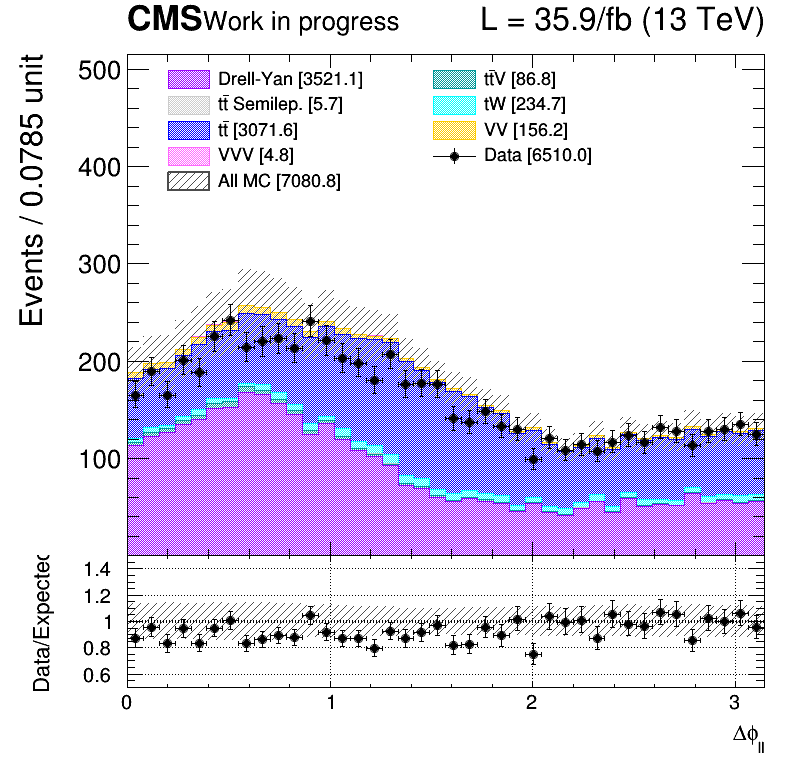 CMS Work in progress L = 35.9/fb (13 TeV)
Events / 0.0785 unit
500
400
300
200
100
Drell-Yan [3521.1]
tt̄ Semilep. [5.7]
tt̄ [3071.6]
VVV [4.8]
All MC [7080.8]
tt̄V [86.8]
tW [234.7]
VV [156.2]
Data [6510.0]
Data/Expected
1.4
1.2
1
0.8
0.6
0 1 2 3
Δϕll